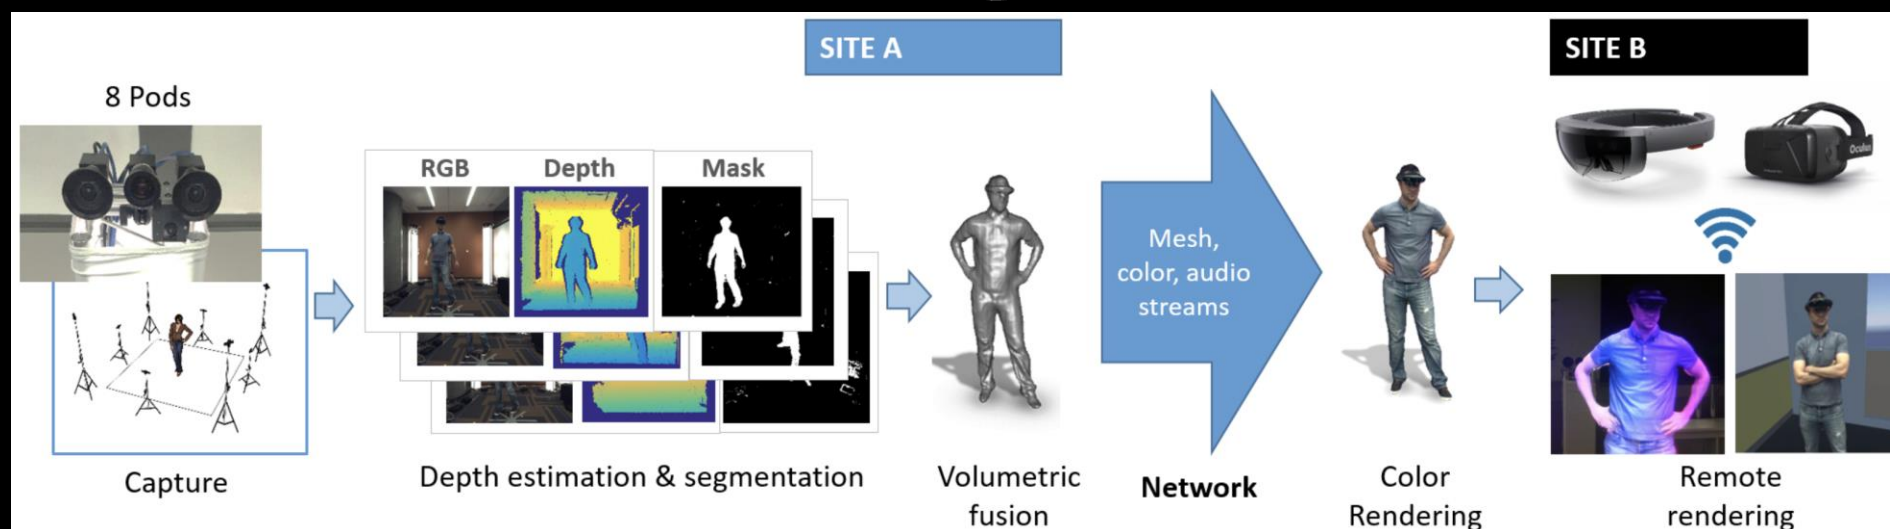 SITE A
SITE B
8 Pods
RGB
Depth
Mask
Oculus
Mesh,
color, audio
streams
Capture
Depth estimation & segmentation
Volumetric
fusion
Network
Color
Rendering
Remote
rendering